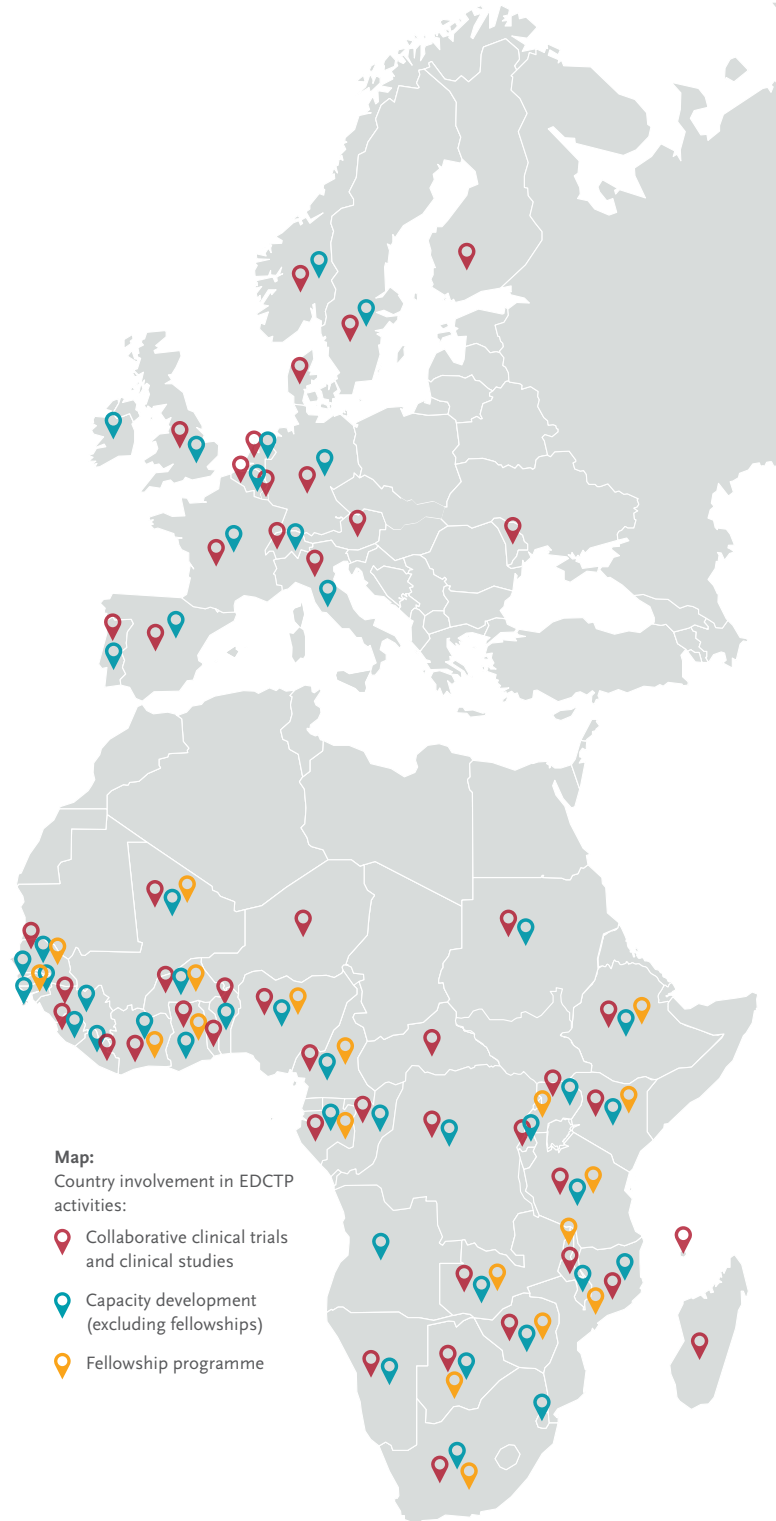 Map:
Country involvement in EDCTP
activities:
Collaborative clinical trials
and clinical studies
Capacity development
(excluding fellowships)
Fellowship programme